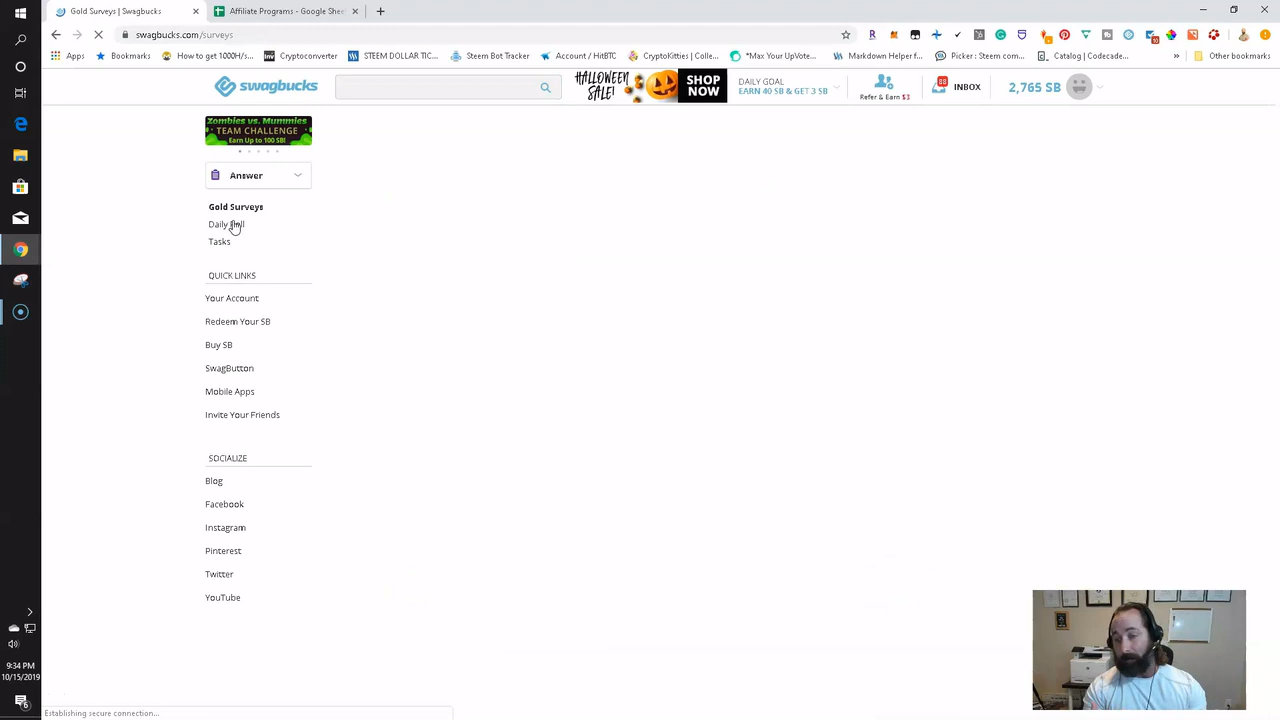 Gold Surveys | Swagbucks
Affiliate Programs - Google Shee
swagbucks.com/surveys
Apps
Bookmarks
How to get 1000H/s...
Cryptoconverter
STEEM DOLLAR TIC...
Steem Bot Tracker
Account / HitBTC
CryptoKitties | Colle...
*Max Your UpVote...
Markdown Helper f...
Picker : Steem com...
Catalog | Codecade...
»
Other bookmarks
swagbucks
HALLOWEEN SALE!
SHOP NOW
DAILY GOAL
EARN 40 SB & GET 3 SB
Refer & Earn $3
88
INBOX
2,765 SB
Zombies vs. Mummies
TEAM CHALLENGE
Earn Up to 100 SB!
Answer
Gold Surveys
Daily Poll
Tasks
QUICK LINKS
Your Account
Redeem Your SB
Buy SB
SwagButton
Mobile Apps
Invite Your Friends
SOCIALIZE
Blog
Facebook
Instagram
Pinterest
Twitter
YouTube
9:34 PM
10/15/2019
6
Establishing secure connection...